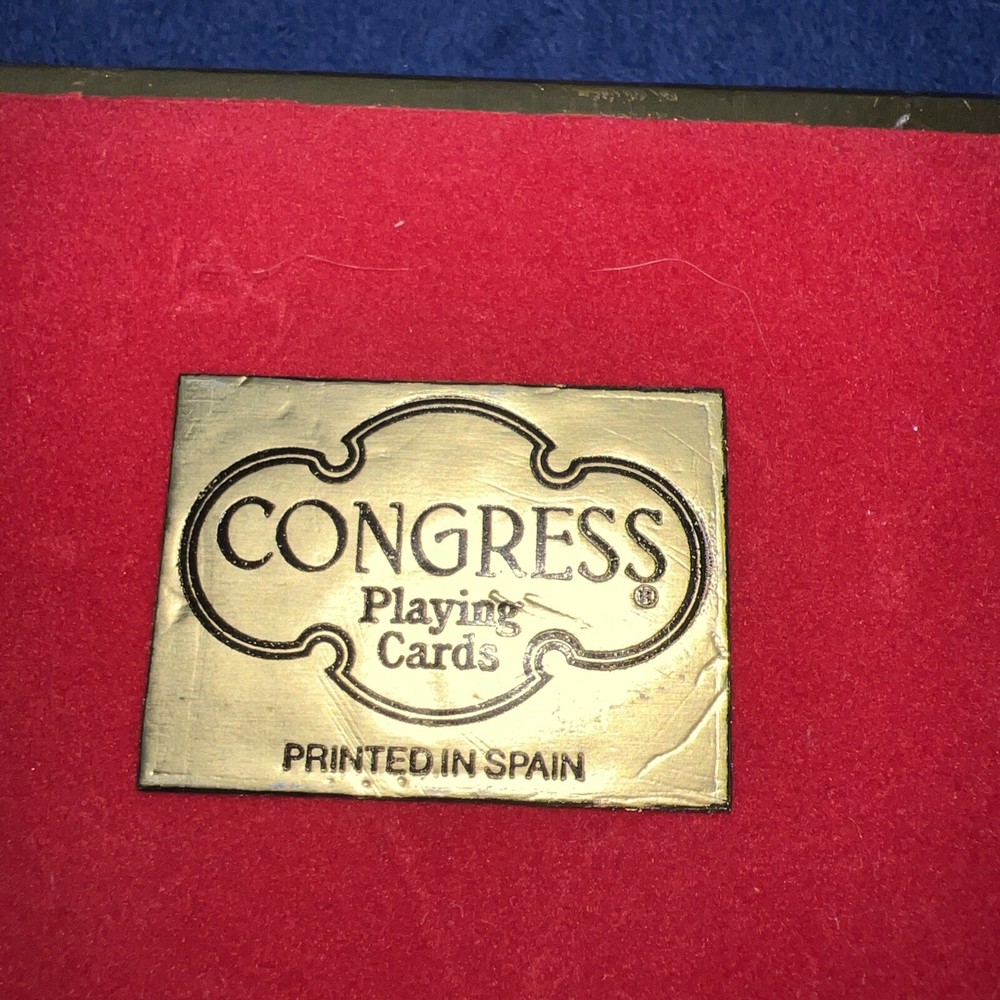 CONGRESS
®
Playing
Cards
PRINTED IN SPAIN